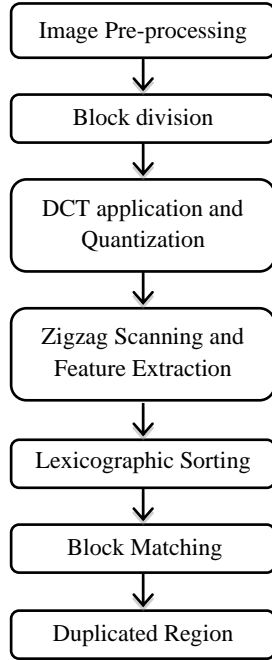 Image Pre-processing
Block division
DCT application and
Quantization
Zigzag Scanning and
Feature Extraction
Lexicographic Sorting
Block Matching
Duplicated Region